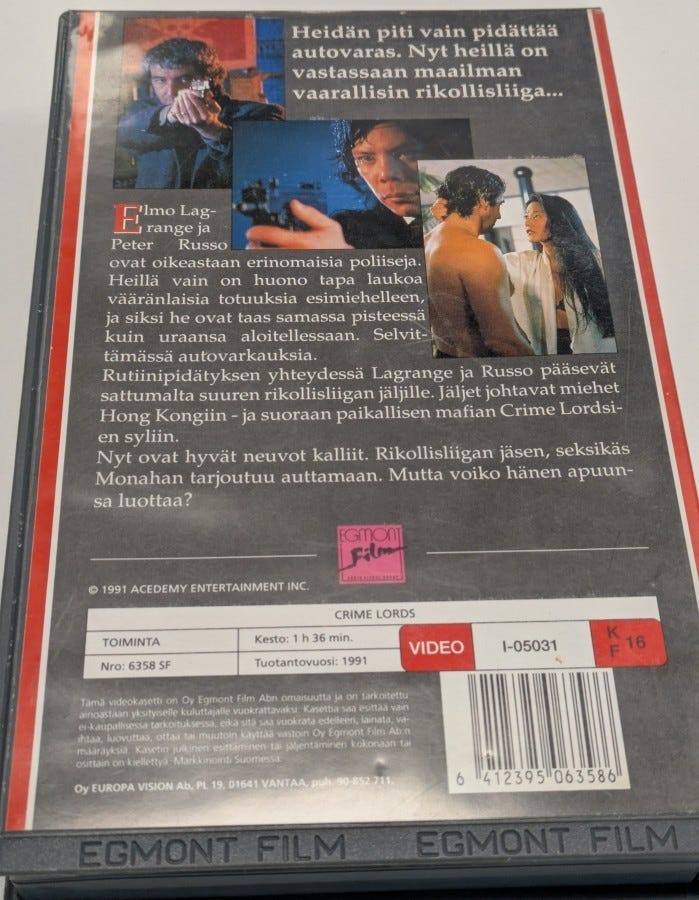 Heidän piti vain pidättää
autovaras. Nyt heillä on
vastassaan maailman
vaarallisin rikollisliiga...
Elmo Lag-
range ja
Peter Russo
ovat oikeastaan erinomaisia poliiseja.
Heillä vain on huono tapa laukoa
vääränlaisia totuuksia esimiehelleen,
ja siksi he ovat taas samassa pisteessä
kuin uraansa aloitellessaan. Selvit-
tämässä autovarkauksia.
Rutiinipidätyksen yhteydessä Lagrange ja Russo pääsevät
sattumalta suuren rikollisliigan jäljille. Jäljet johtavat miehet
Hong Kongiin - ja suoraan paikallisen mafian Crime Lordsi-
en syliin.
Nyt ovat hyvät neuvot kalliit. Rikollisliigan jäsen, seksikäs
Monahan tarjoutuu auttamaan. Mutta voiko hänen apuun-
sa luottaa?
EGMONT
Film
© 1991 ACEDEMY ENTERTAINMENT INC.
CRIME LORDS
TOIMINTA
Kesto: 1 h 36 min.
Nro: 6358 SF
Tuotantovuosi: 1991
VIDEO
I-05031
K
F 16
Tämä videokasetti on Oy Egmont Film Abn omaisuutta ja on tarkoitettu
ainoastaan yksityiselle kuluttajalle vuokrattavaksi. Kasettia saa esittää vain
ei-kaupallisessa tarkoituksessa, eikä sitä saa vuokrata edelleen, lainata, va-
ihtaa, luovuttaa, ottaa tai muutoin käyttää vastoin Oy Egmont Film Ab:n
määräyksiä. Kasetin julkinen esittäminen tai jäljentäminen kokonaan tai
osittain on kiellettyä. Markkinointi Suomessa:
Oy EUROPA VISION Ab, PL 19, 01641 VANTAA, puh. 90-852 711.
6 412395 063586
EGMONT FILM EGMONT FILM